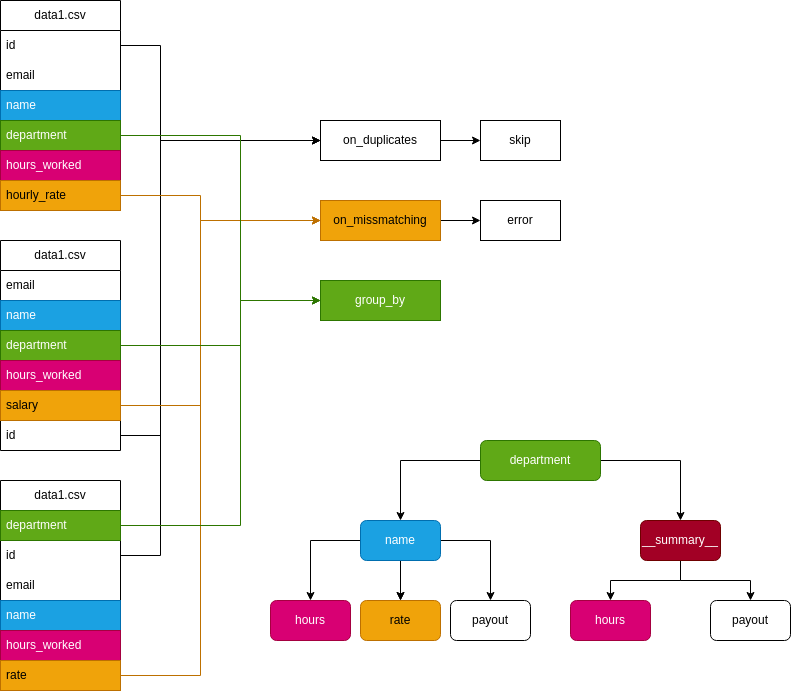 data1.csv
id
email
name
department
hours_worked
hourly_rate
data1.csv
email
name
department
hours_worked
salary
id
data1.csv
department
id
email
name
hours_worked
rate
on_duplicates
skip
on_missmatching
error
group_by
department
name
__summary__
hours
rate
payout
hours
payout